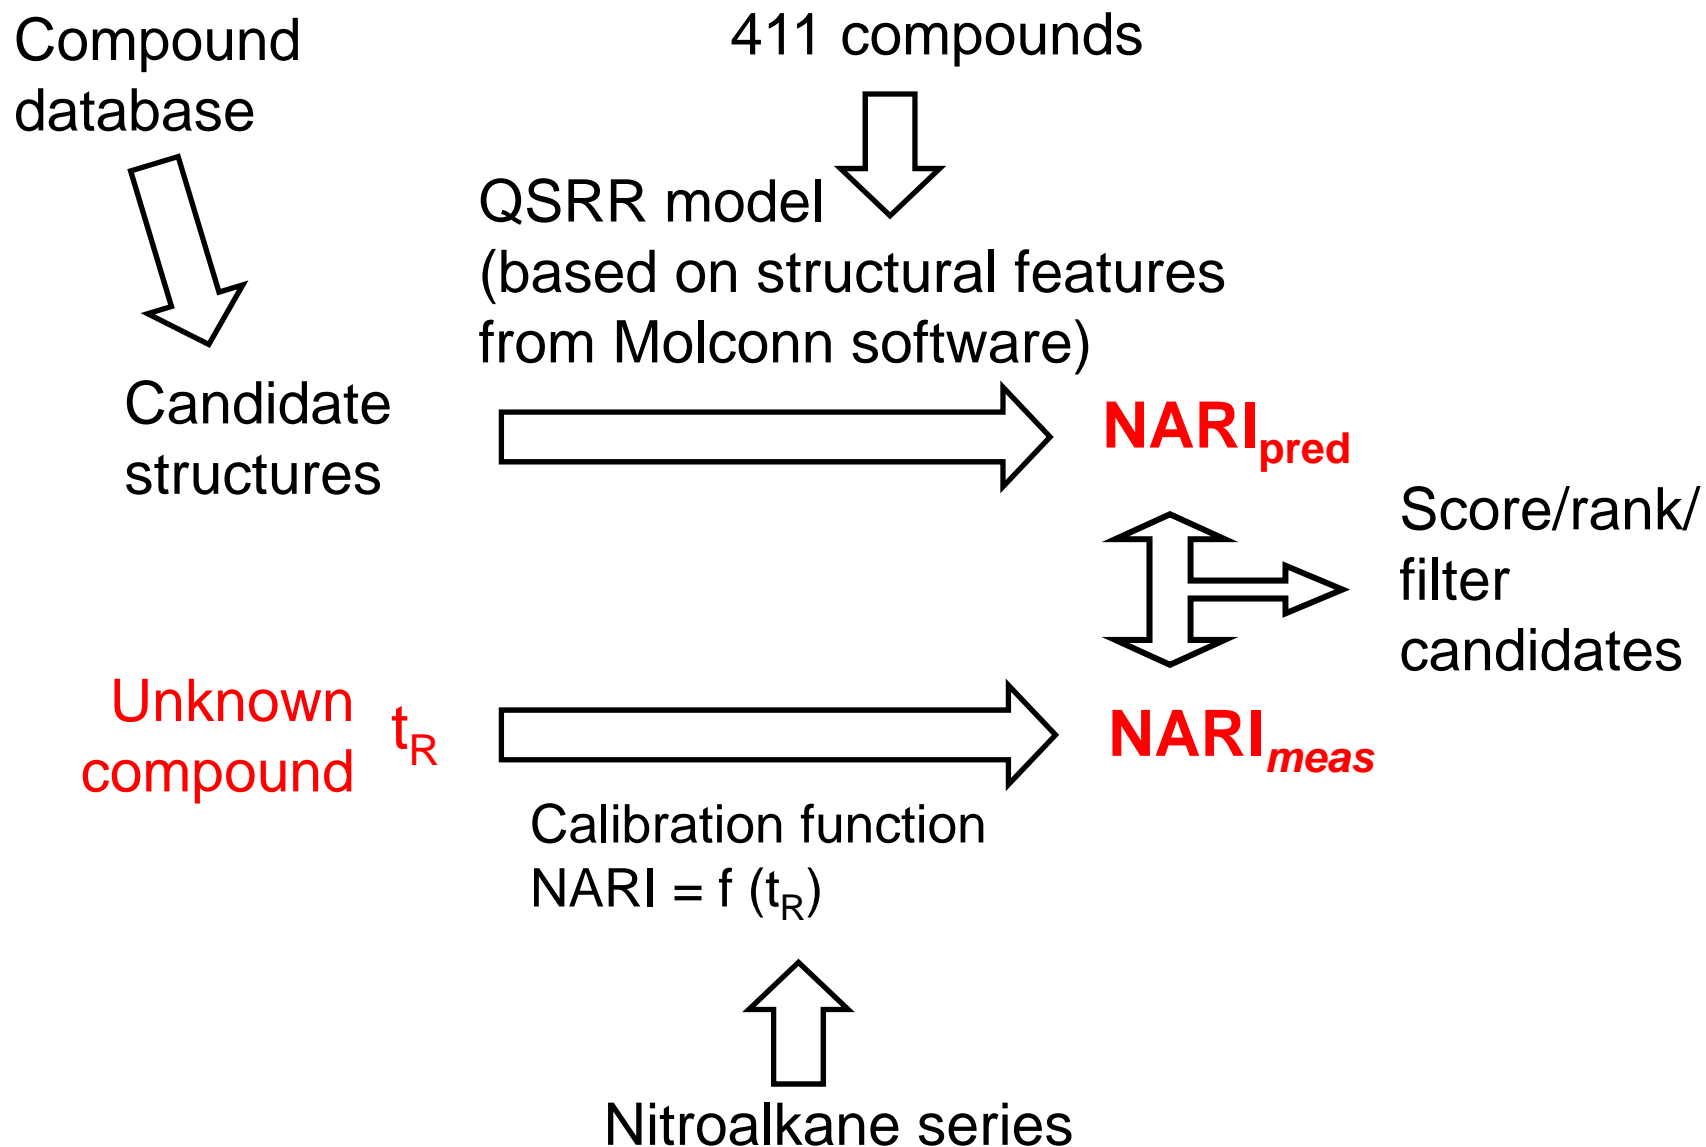 Compound
database
411 compounds
QSRR model
(based on structural features
from Molconn software)
Candidate
structures
NARIpred
Score/rank/
filter
candidates
Unknown
compound
tR
NARImeas
Calibration function
NARI = f (tR)
Nitroalkane series